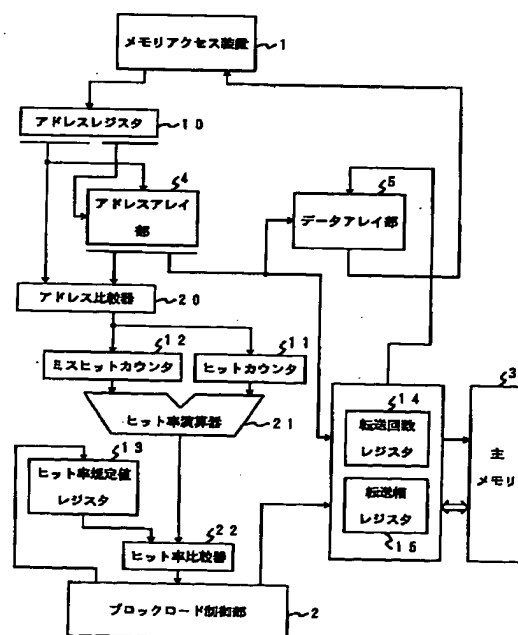 メモリアクセス装置
1
アドレスレジスタ
10
4
アドレスアレイ
部
5
データアレイ部
アドレス比較器
20
12
ミスヒットカウンタ
11
ヒットカウンタ
ヒット率演算器
21
13
ヒット率規定値
レジスタ
22
ヒット率比較器
ブロックロード制御部
2
14
転送回数
レジスタ
転送幅
レジスタ
15
3
主
メモリ